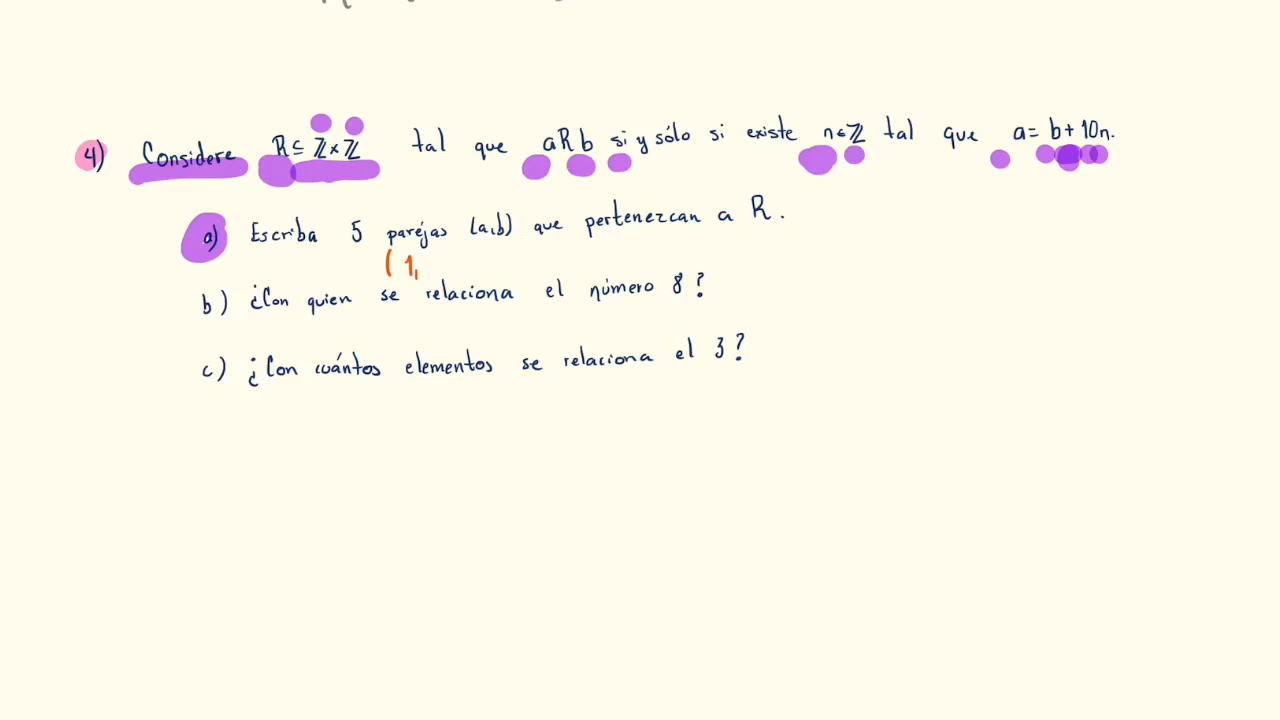 4) Considere R ⊆ ℤ×ℤ tal que aRb si y sólo si existe n∈ℤ tal que a = b + 10n.
a) Escriba 5 parejas (a,b) que pertenezcan a R.
(1,
b) ¿Con quien se relaciona el número 8?
c) ¿Con cuántos elementos se relaciona el 3?